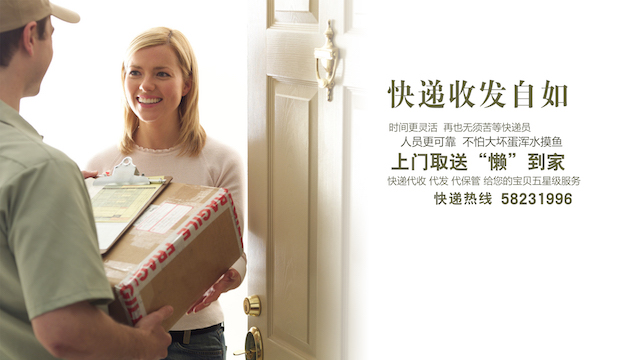 快递收发自如
时间更灵活 再也无须苦等快递员
人员更可靠 不怕大坏蛋浑水摸鱼
上门取送“懒”到家
快递代收 代发 代保管 给您的宝贝五星级服务
快递热线 58231996
FRAGILE FRAGILE
FRAGILE